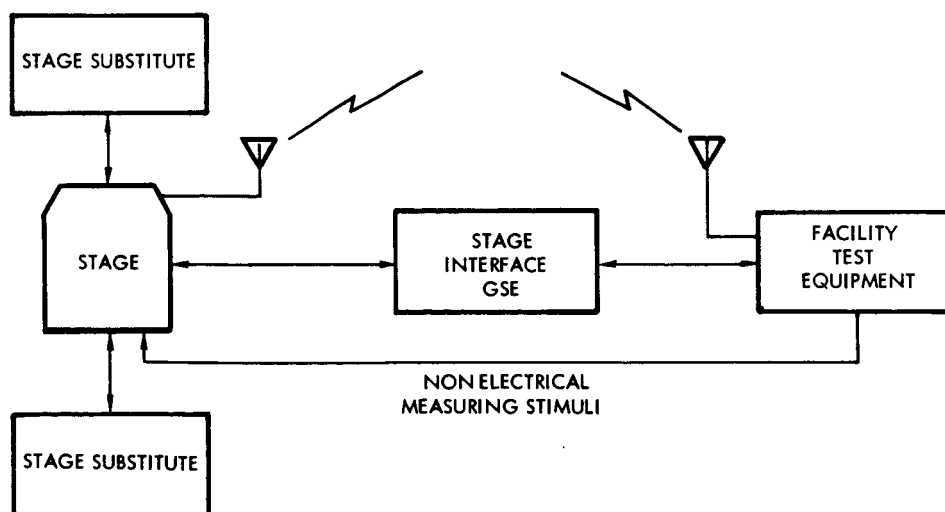 STAGE SUBSTITUTE
STAGE
STAGE
INTERFACE
GSE
FACILITY
TEST
EQUIPMENT
NON ELECTRICAL
MEASURING STIMULI
STAGE SUBSTITUTE